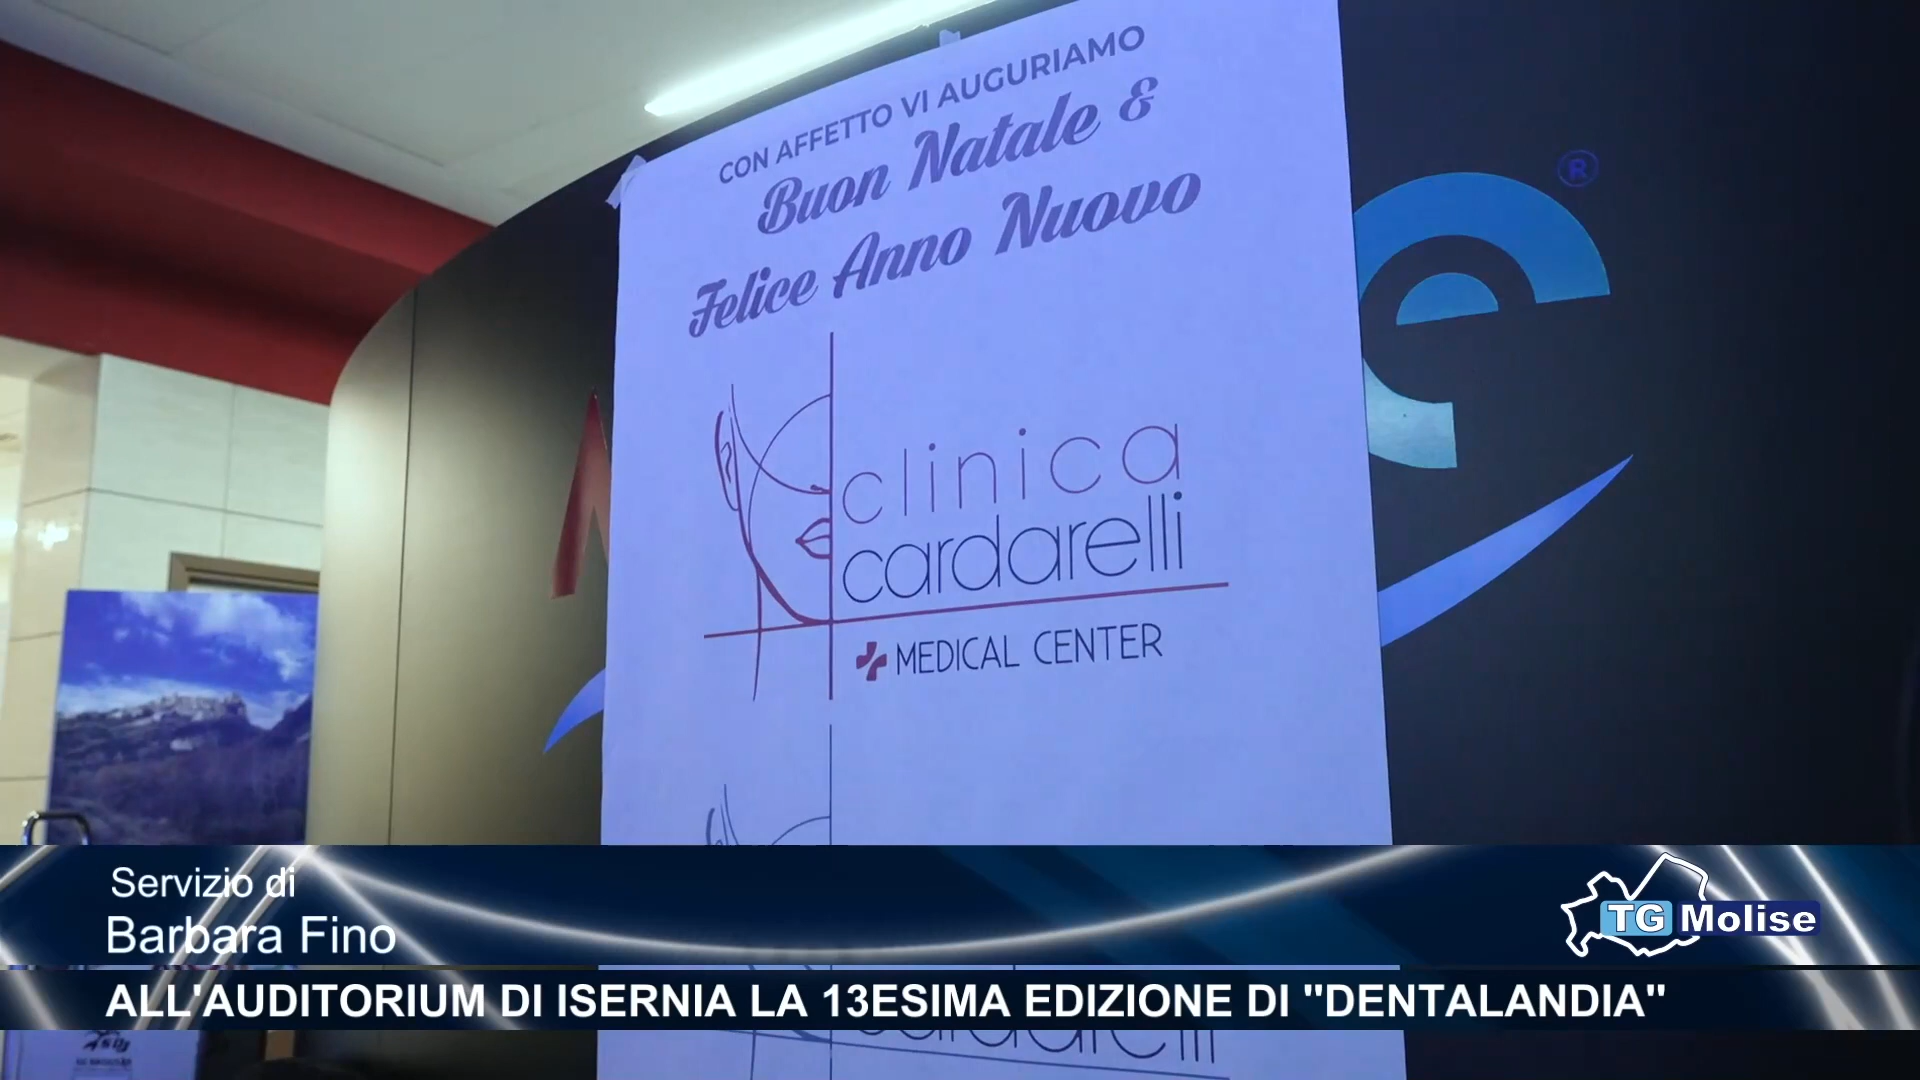 CON AFFETTO VI AUGURIAMO
Buon Natale &
Felice Anno Nuovo
clinica
cardarelli
MEDICAL CENTER
e®
Servizio di
Barbara Fino
TG Molise
ALL'AUDITORIUM DI ISERNIA LA 13ESIMA EDIZIONE DI "DENTALANDIA"
cardarelli